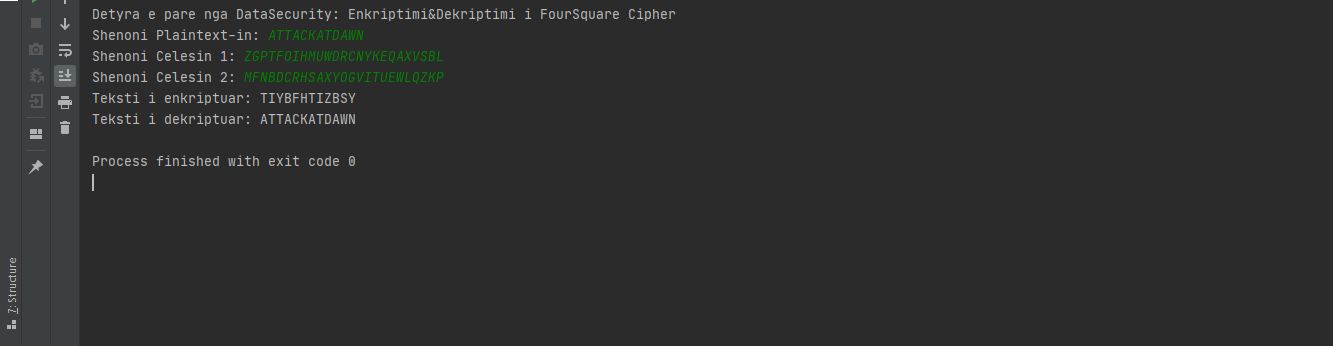 Detyra e pare nga DataSecurity: Enkriptimi&Dekriptimi i FourSquare Cipher
Shenoni Plaintext-in: ATTACKATDAWN
Shenoni Celesin 1: ZGPTFOIHMUWDRCNYKEQAXVSBL
Shenoni Celesin 2: MFNBDCRHSAXYOGVITUEWLQZKP
Teksti i enkriptuar: TIYBFHTIZBSY
Teksti i dekriptuar: ATTACKATDAWN
Process finished with exit code 0
7: Structure